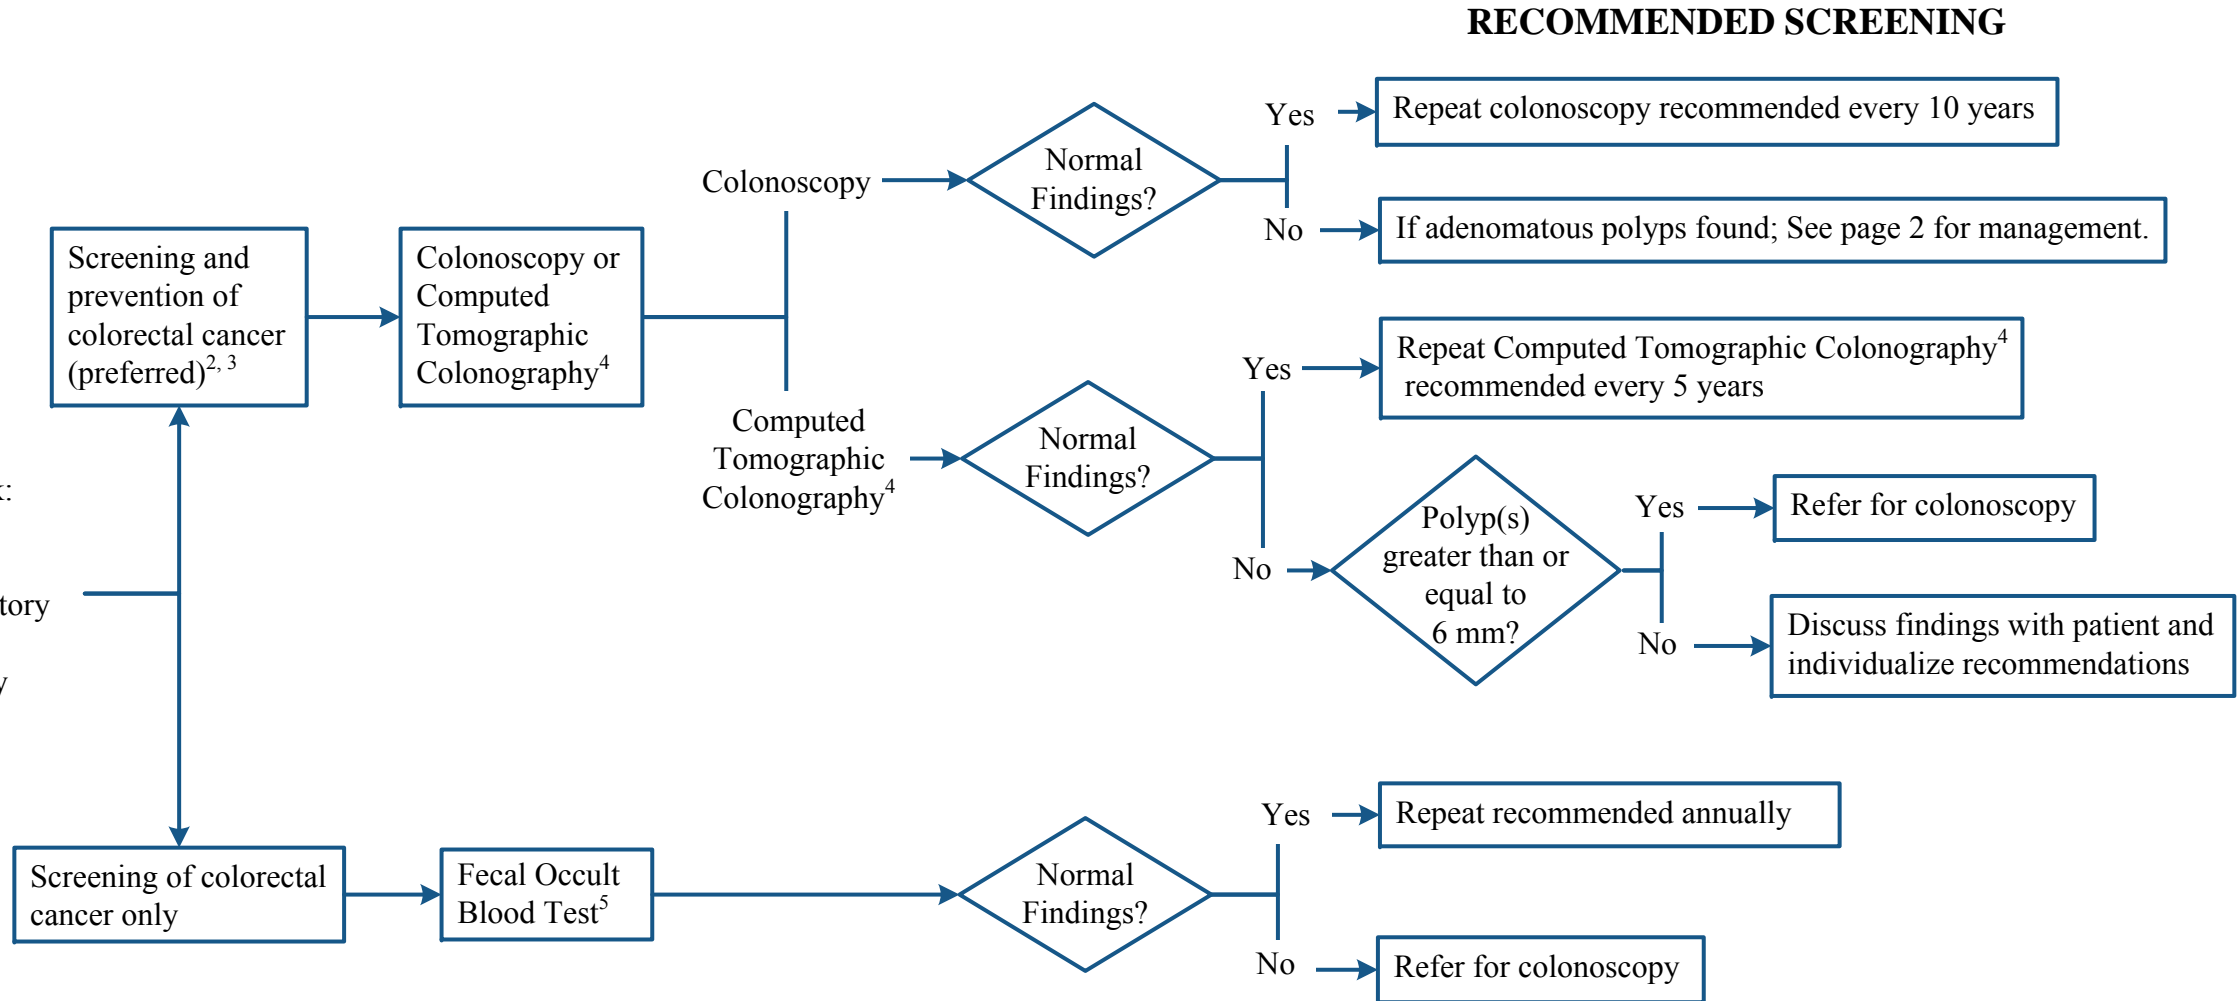 RECOMMENDED SCREENING
Yes
Repeat colonoscopy recommended every 10 years
Normal
Findings?
Colonoscopy
No
If adenomatous polyps found; See page 2 for management.
Screening and
prevention of
colorectal cancer
(preferred)2, 3
Colonoscopy or
Computed
Tomographic
Colonography4
Yes
Repeat Computed Tomographic Colonography4
recommended every 5 years
Computed
Tomographic
Colonography4
Normal
Findings?
No
Polyp(s)
greater than or
equal to
6 mm?
Yes
Refer for colonoscopy
No
Discuss findings with patient and
individualize recommendations
Screening of colorectal
cancer only
Fecal Occult
Blood Test5
Normal
Findings?
Yes
Repeat recommended annually
No
Refer for colonoscopy